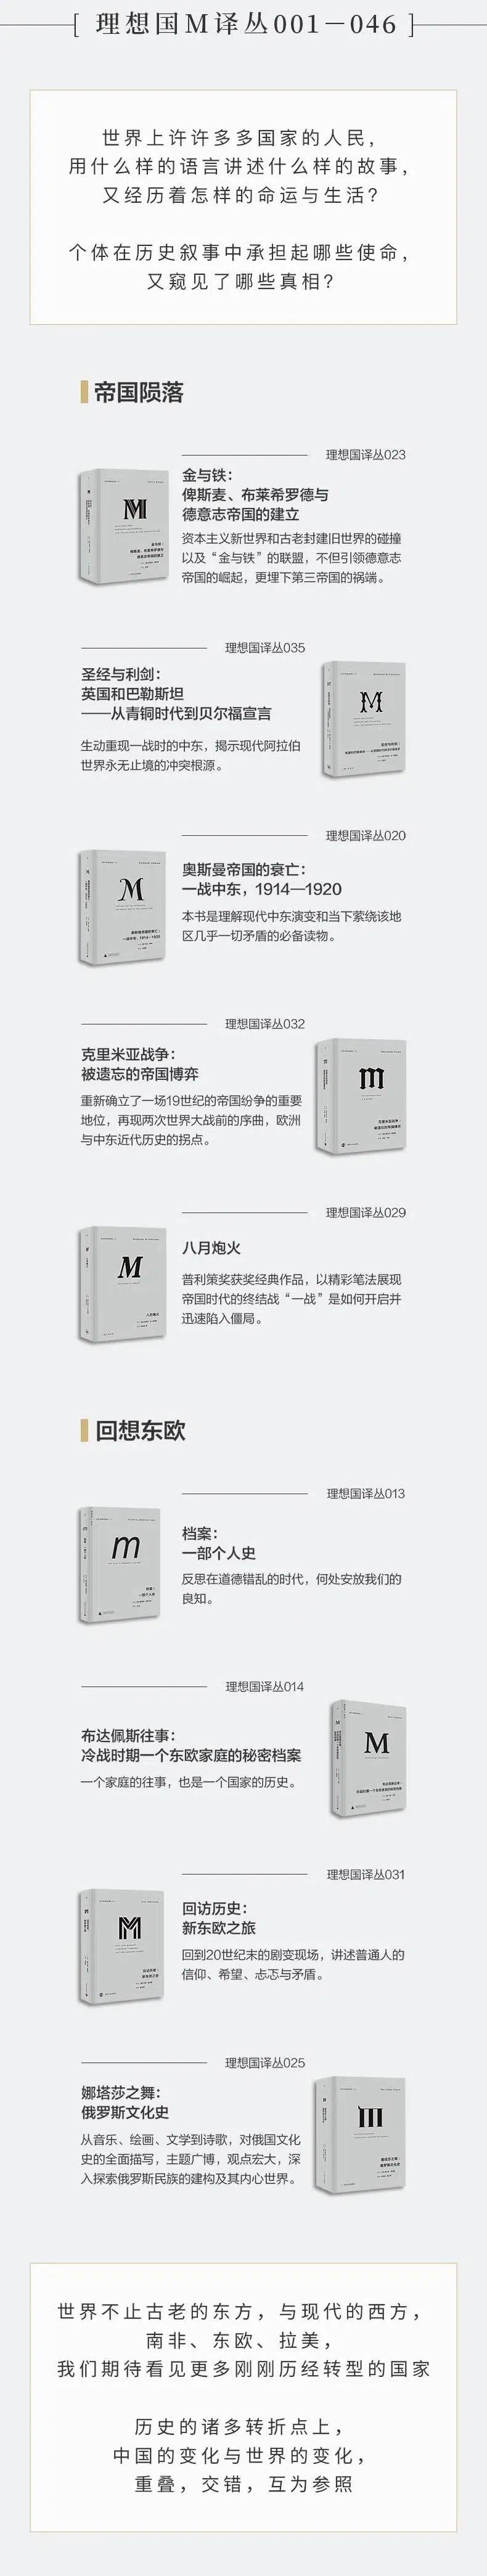 [ 理想国M译丛001－046 ]
世界上许许多多国家的人民，
用什么样的语言讲述什么样的故事，
又经历着怎样的命运与生活？
个体在历史叙事中承担起哪些使命，
又窥见了哪些真相？
帝国陨落
理想国译丛023
金与铁：
俾斯麦、布莱希罗德与
德意志帝国的建立
资本主义新世界和古老封建旧世界的碰撞
以及“金与铁”的联盟，不但引领德意志
帝国的崛起，更埋下第三帝国的祸端。
理想国译丛035
圣经与利剑：
英国和巴勒斯坦
——从青铜时代到贝尔福宣言
生动重现一战时的中东，揭示现代阿拉伯
世界永无止境的冲突根源。
理想国译丛020
奥斯曼帝国的衰亡：
一战中东，1914—1920
本书是理解现代中东演变和当下萦绕该地
区几乎一切矛盾的必备读物。
理想国译丛032
克里米亚战争：
被遗忘的帝国博弈
重新确立了一场19世纪的帝国纷争的重要
地位，再现两次世界大战前的序曲，欧洲
与中东近代历史的拐点。
理想国译丛029
八月炮火
普利策奖获奖经典作品，以精彩笔法展现
帝国时代的终结战“一战”是如何开启并
迅速陷入僵局。
回想东欧
理想国译丛013
档案：
一部个人史
反思在道德错乱的时代，何处安放我们的
良知。
理想国译丛014
布达佩斯往事：
冷战时期一个东欧家庭的秘密档案
一个家庭的往事，也是一个国家的历史。
理想国译丛031
回访历史：
新东欧之旅
回到20世纪末的剧变现场，讲述普通人的
信仰、希望、忐忑与矛盾。
理想国译丛025
娜塔莎之舞：
俄罗斯文化史
从音乐、绘画、文学到诗歌，对俄国文化
史的全面描写，主题广博，观点宏大，深
入探索俄罗斯民族的建构及其内心世界。
世界不止古老的东方，与现代的西方，
南非、东欧、拉美，
我们期待看见更多刚刚历经转型的国家
历史的诸多转折点上，
中国的变化与世界的变化，
重叠，交错，互为参照